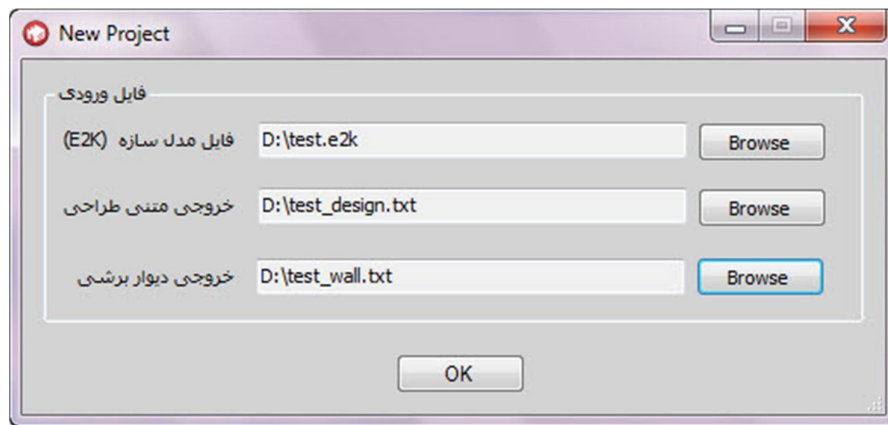 New Project
فایل ورودی
فایل مدل سازه (E2K) D:\test.e2k Browse
خروجی متنی طراحی D:\test_design.txt Browse
خروجی دیوار برشی D:\test_wall.txt Browse
OK